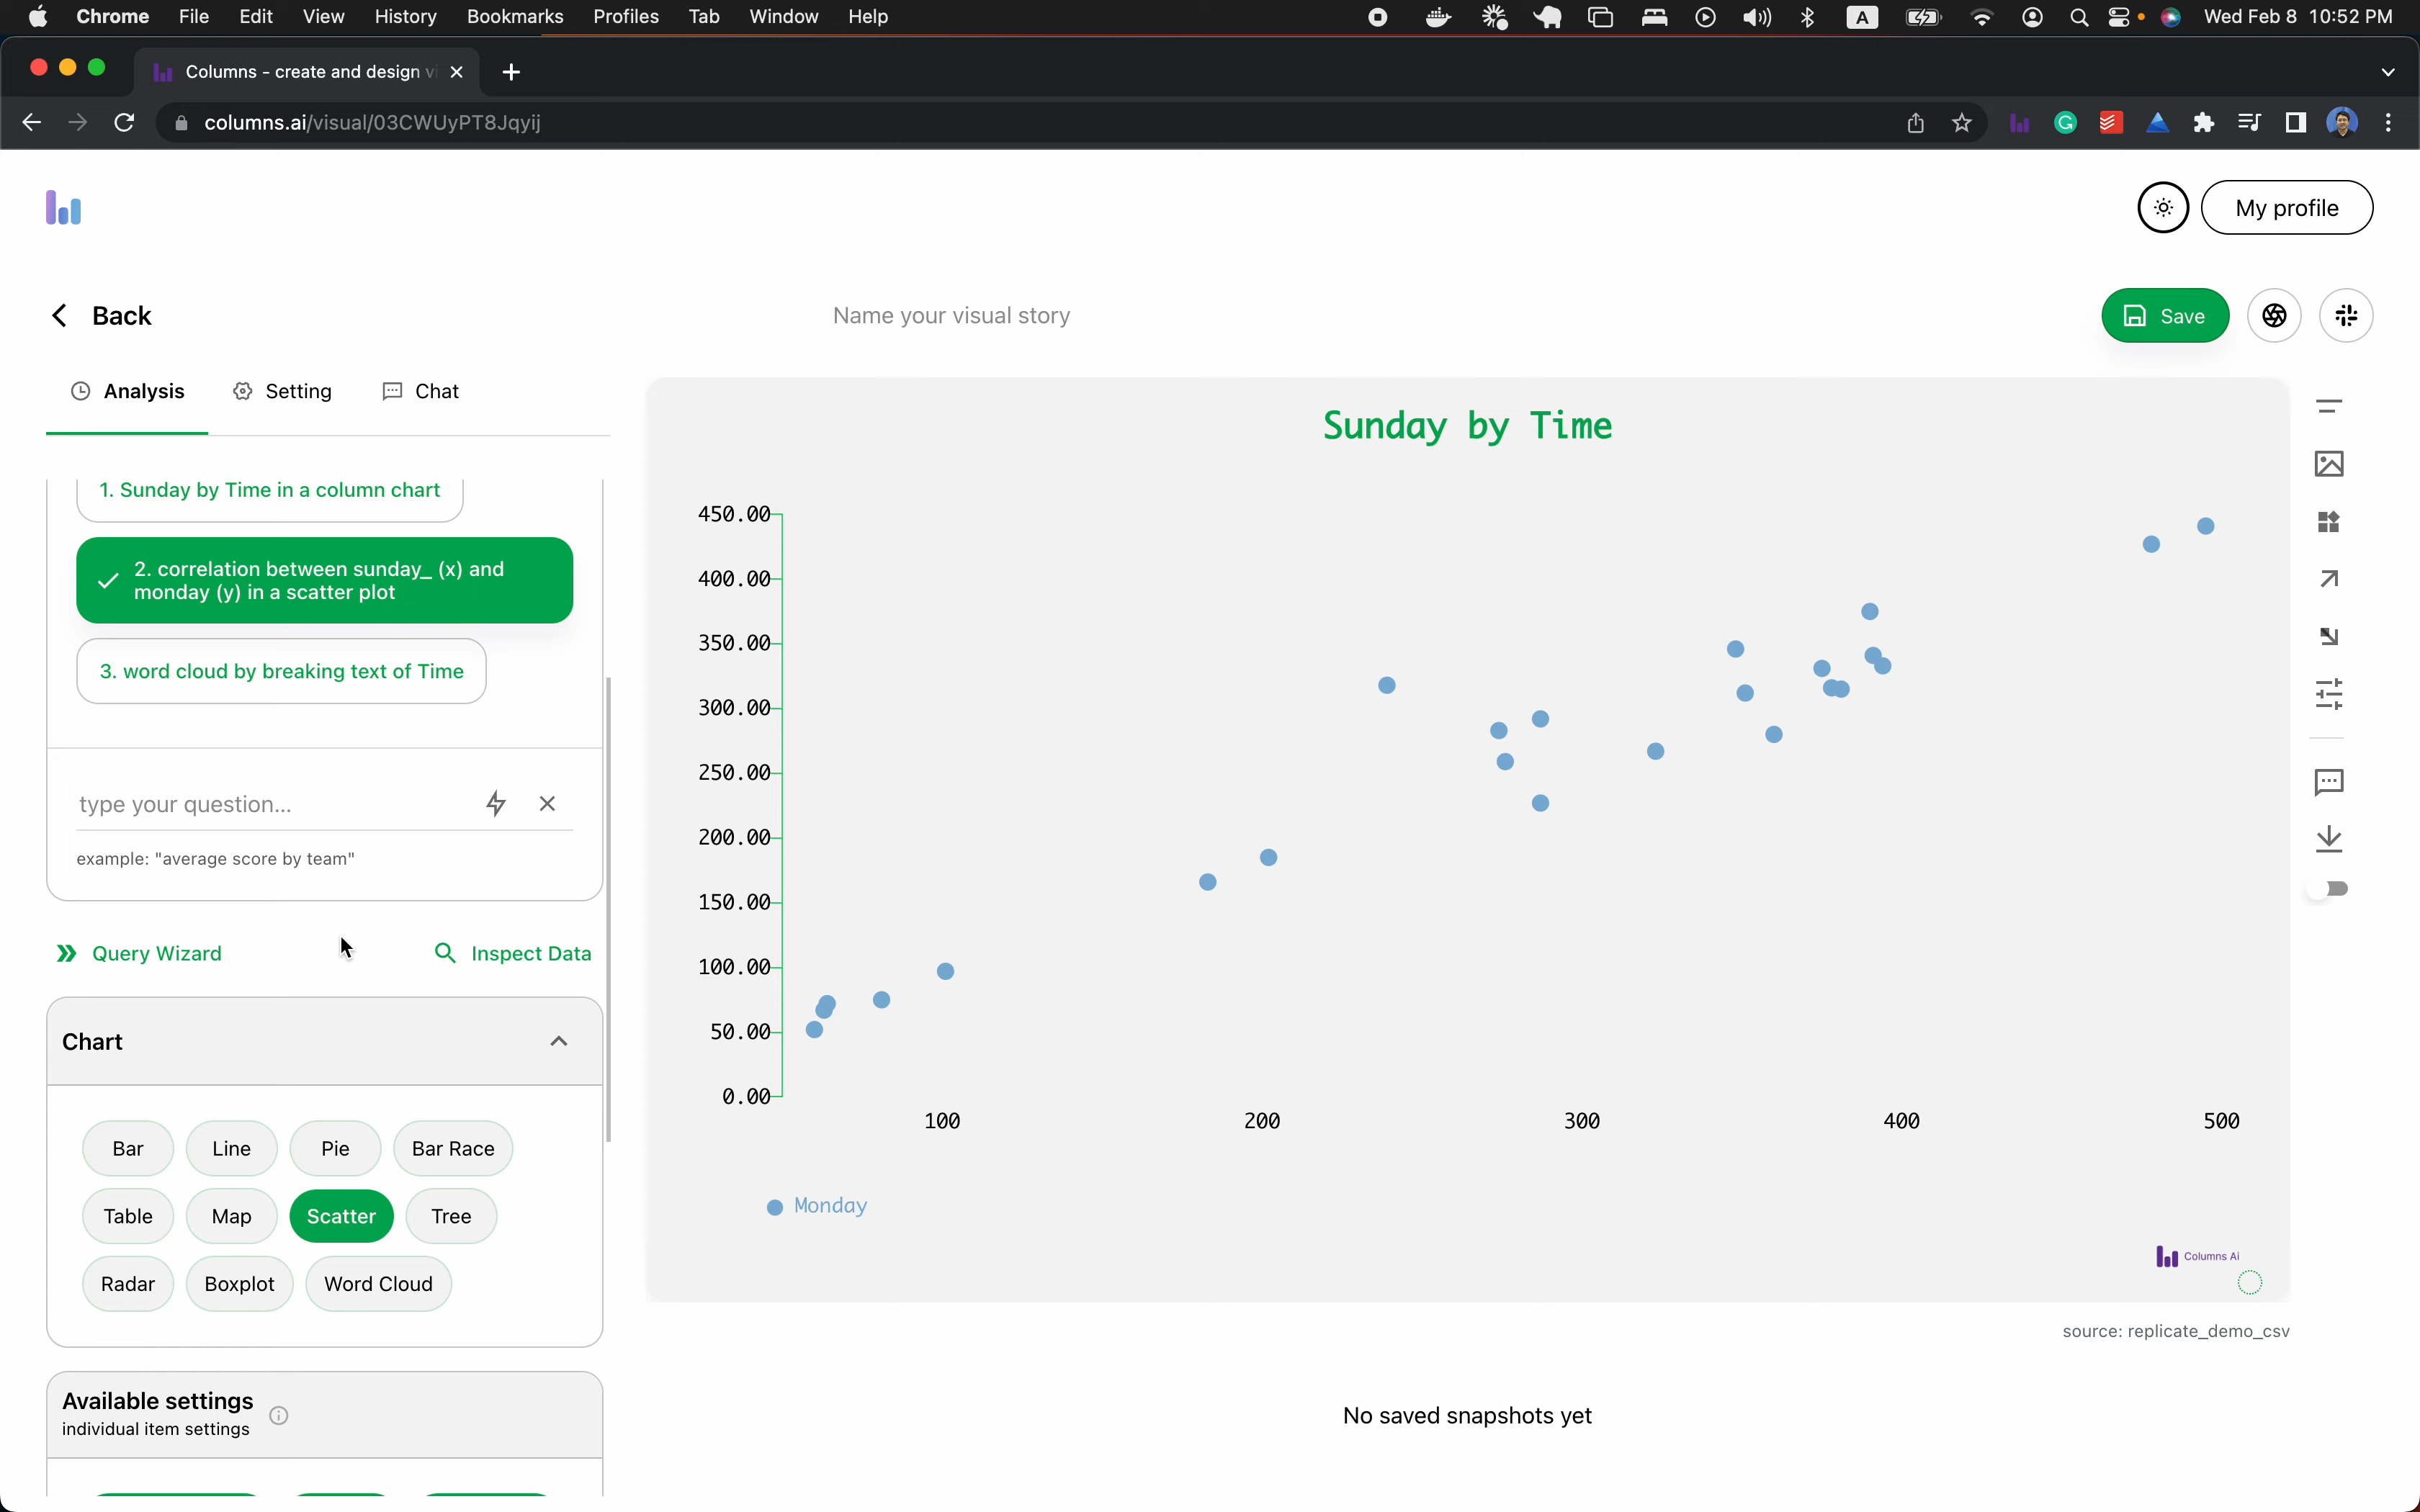 Chrome File Edit View History Bookmarks Profiles Tab Window Help A Wed Feb 8 10:52 PM
Columns - create and design vi
columns.ai/visual/03CWUyPT8Jqyij
My profile
Back
Name your visual story
Save
Analysis Setting Chat
1. Sunday by Time in a column chart
2. correlation between sunday_ (x) and
monday (y) in a scatter plot
3. word cloud by breaking text of Time
type your question...
example: "average score by team"
Query Wizard Inspect Data
Chart
Bar Line Pie Bar Race
Table Map Scatter Tree
Radar Boxplot Word Cloud
Available settings
individual item settings
Sunday by Time
450.00
400.00
350.00
300.00
250.00
200.00
150.00
100.00
50.00
0.00
100 200 300 400 500
Monday
Columns Ai
source: replicate_demo_csv
No saved snapshots yet